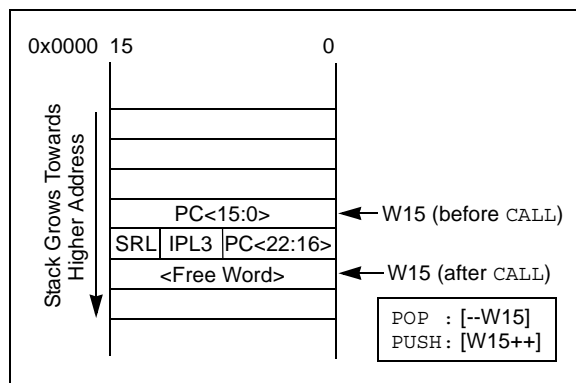 0x0000 15 0
Stack Grows Towards
Higher Address
PC<15:0>
W15 (before CALL)
SRL IPL3 PC<22:16>
<Free Word>
W15 (after CALL)
POP : [--W15]
PUSH: [W15++]